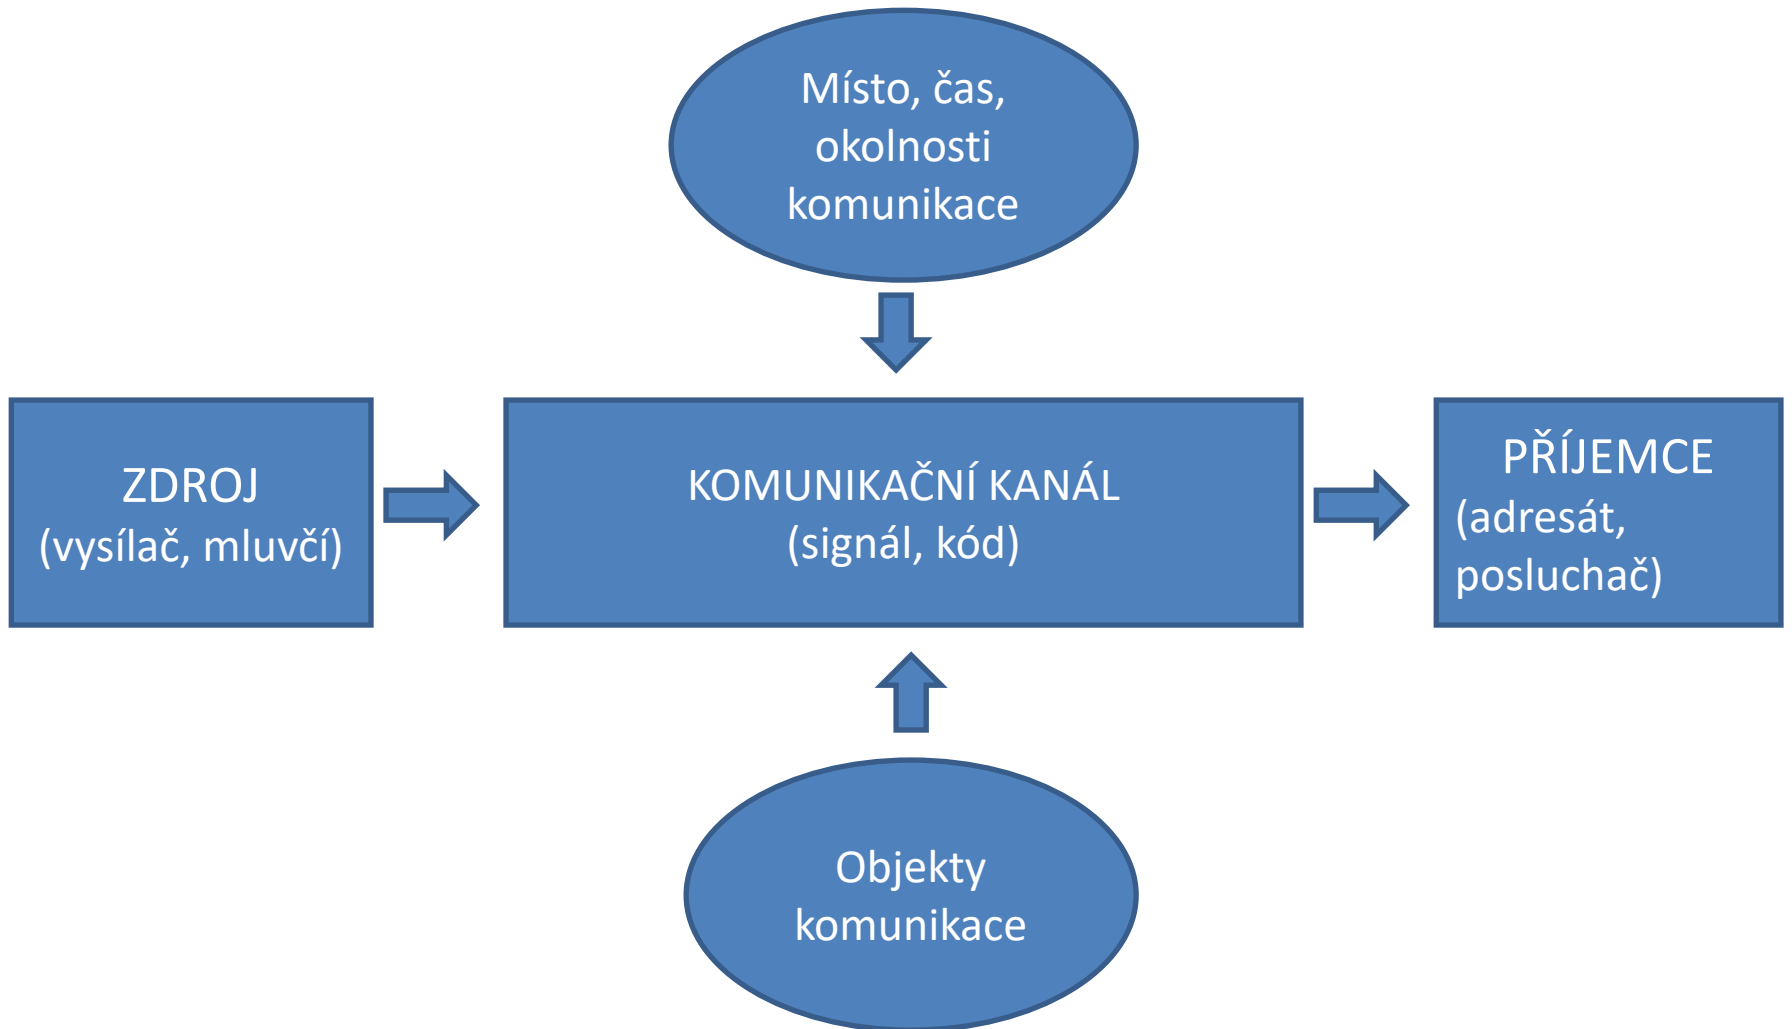 Místo, čas,
okolnosti
komunikace
ZDROJ
(vysílač, mluvčí)
KOMUNIKAČNÍ KANÁL
(signál, kód)
PŘÍJEMCE
(adresát,
posluchač)
Objekty
komunikace